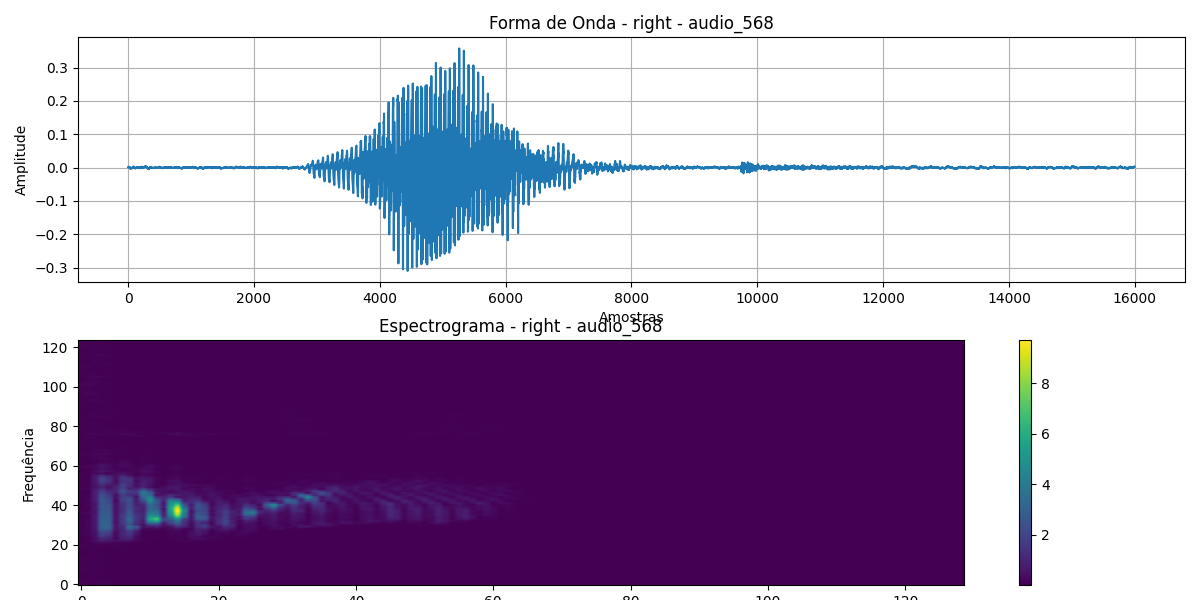 Forma de Onda - right - audio_568
Amplitude
0.3
0.2
0.1
0.0
−0.1
−0.2
−0.3
0 2000 4000 6000 8000 10000 12000 14000 16000
Amostras
Espectrograma - right - audio_568
Frequência
120
100
80
60
40
20
0
8
6
4
2
0 20 40 60 80 100 120